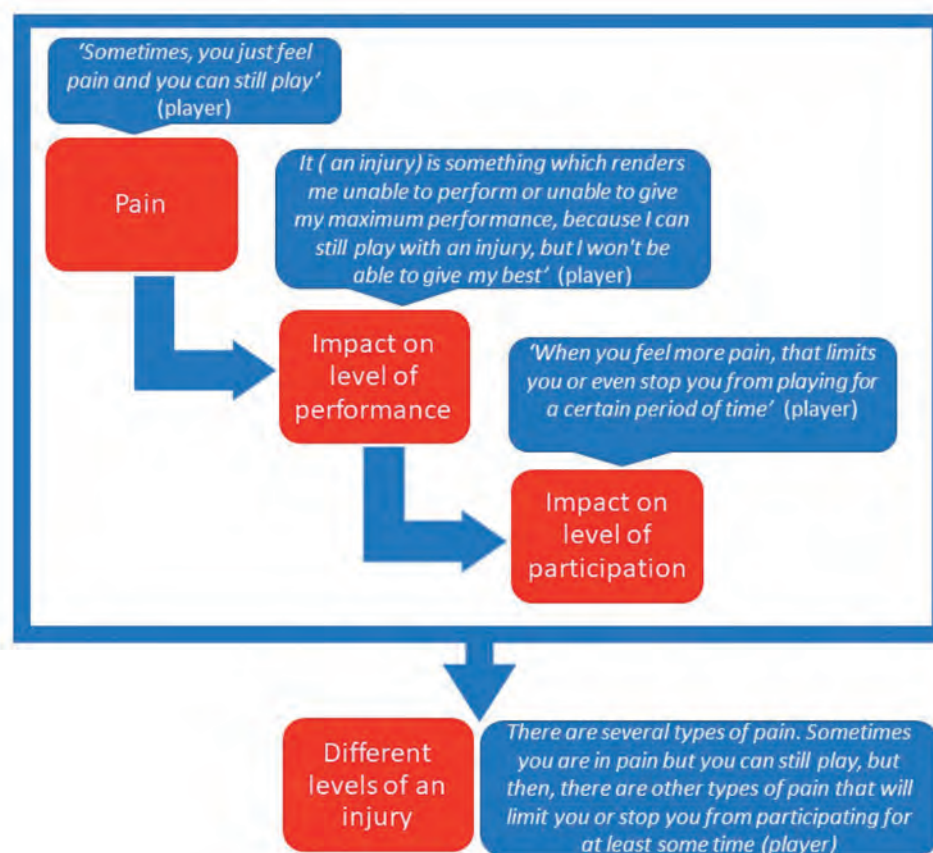 ‘Sometimes, you just feel
pain and you can still play’
(player)
Pain
It ( an injury) is something which renders
me unable to perform or unable to give
my maximum performance, because I can
still play with an injury, but I won't be
able to give my best’ (player)
Impact on
level of
performance
‘When you feel more pain, that limits
you or even stop you from playing for
a certain period of time’ (player)
Impact on
level of
participation
Different
levels of an
injury
There are several types of pain. Sometimes
you are in pain but you can still play, but
then, there are other types of pain that will
limit you or stop you from participating for
at least some time (player)